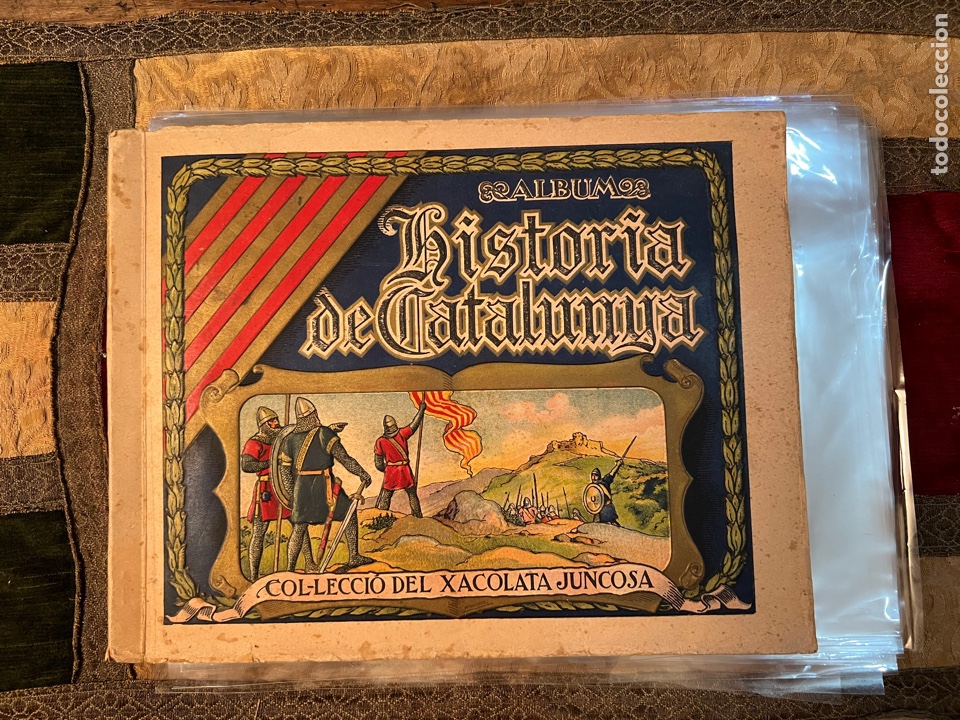 ALBUM
Historia
de Catalunya
COL·LECCIÓ DEL XACOLATA JUNCOSA
todocoleccion